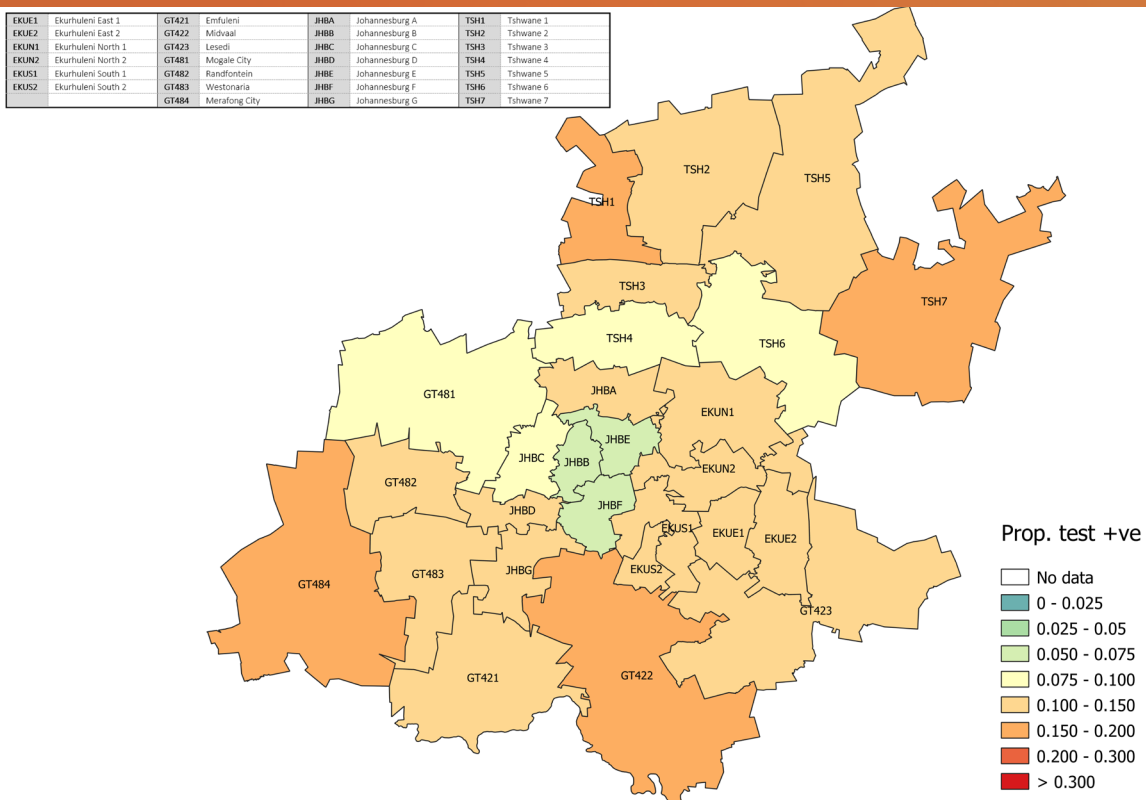 EKUE1 Ekurhuleni East 1 GT421 Emfuleni JHBA Johannesburg A TSH1 Tshwane 1
EKUE2 Ekurhuleni East 2 GT422 Midvaal JHBB Johannesburg B TSH2 Tshwane 2
EKUN1 Ekurhuleni North 1 GT423 Lesedi JHBC Johannesburg C TSH3 Tshwane 3
EKUN2 Ekurhuleni North 2 GT481 Mogale City JHBD Johannesburg D TSH4 Tshwane 4
EKUS1 Ekurhuleni South 1 GT482 Randfontein JHBE Johannesburg E TSH5 Tshwane 5
EKUS2 Ekurhuleni South 2 GT483 Westonaria JHBF Johannesburg F TSH6 Tshwane 6
GT484 Merafong City JHBG Johannesburg G TSH7 Tshwane 7
TSH2
TSH5
TSH1
TSH3
TSH7
TSH4
TSH6
GT481
JHBA
EKUN1
JHBE
JHBC
JHBB
EKUN2
GT482
JHBF
JHBD
EKUS1
EKUE1
EKUE2
GT484
GT483
JHBG
EKUS2
GT423
GT421
GT422
Prop. test +ve
No data
0 - 0.025
0.025 - 0.05
0.050 - 0.075
0.075 - 0.100
0.100 - 0.150
0.150 - 0.200
0.200 - 0.300
> 0.300